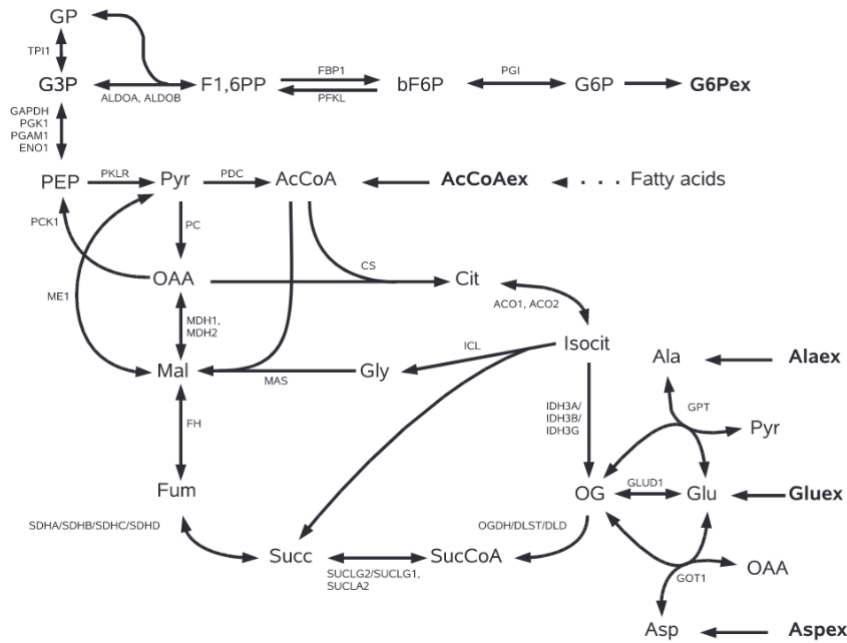 GP
TPI1
G3P
ALDOA, ALDOB
F1,6PP
FBP1
PFKL
bF6P
PGI
G6P
G6Pex
GAPDH
PGK1
PGAM1
ENO1
PEP
PKLR
Pyr
PDC
AcCoA
AcCoAex
. . . Fatty acids
PCK1
PC
OAA
CS
Cit
ME1
MDH1,
MDH2
ACO1, ACO2
Isocit
Mal
MAS
Gly
ICL
Ala
Alaex
IDH3A/
IDH3B/
IDH3G
GPT
Pyr
FH
Fum
OG
GLUD1
Glu
Gluex
SDHA/SDHB/SDHC/SDHD
OGDH/DLST/DLD
Succ
SUCLG2/SUCLG1,
SUCLA2
SucCoA
GOT1
OAA
Asp
Aspex